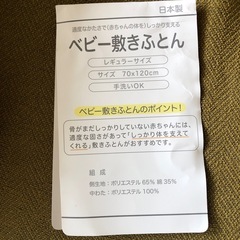 日本製
適度なかたさで(赤ちゃんの体を)しっかり支える
ベビー敷きふとん
レギュラーサイズ
サイズ 70x120cm
手洗いOK
ベビー敷きふとんのポイント!
骨がまだしっかりしていない赤ちゃんには、
適度な固さがあって「しっかり体を支えて
くれる」敷きふとんがおすすめです。
組成
側生地:ポリエステル 65% 綿 35%
中わた:ポリエステル 100%